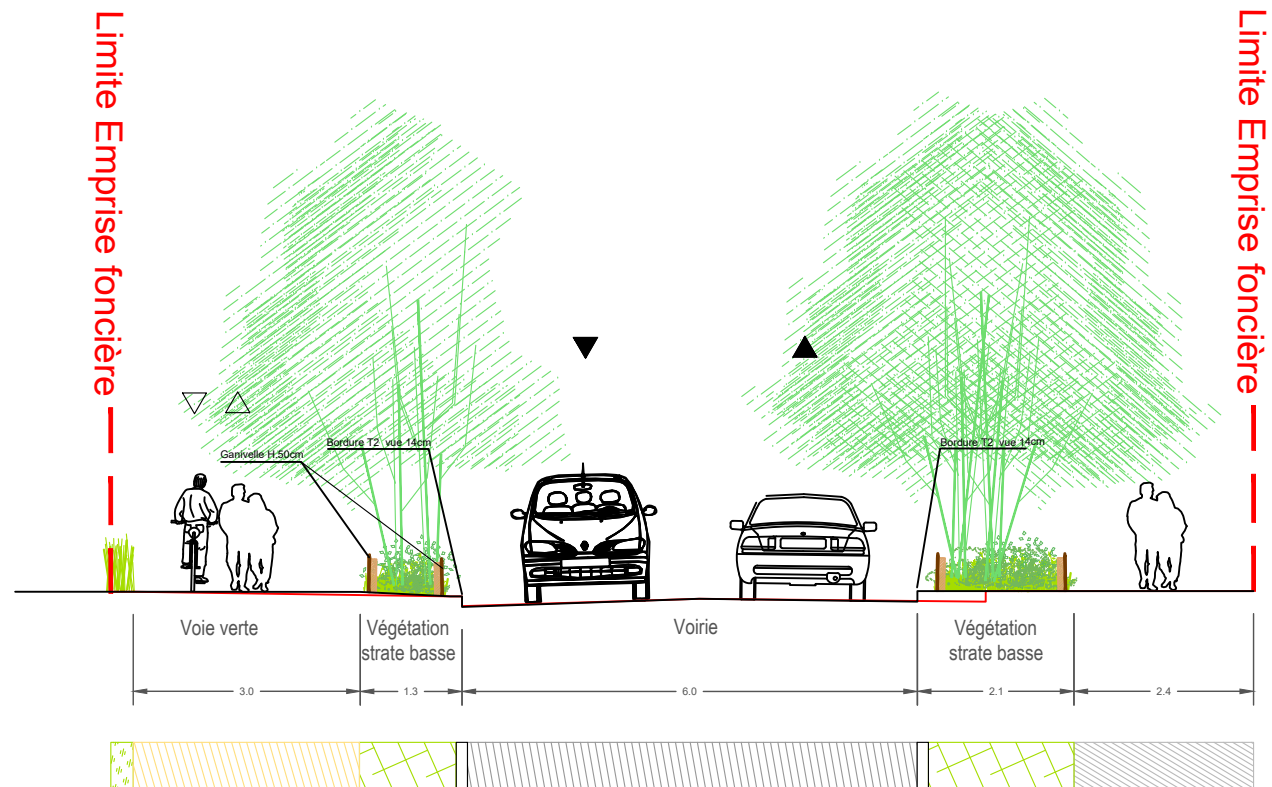 Limite Emprise foncière
Limite Emprise foncière
Bordure T2 vue 14cm
Ganivelle H.50cm
Bordure T2 vue 14cm
Voie verte
Végétation
strate basse
Voirie
Végétation
strate basse
3.0
1.3
6.0
2.1
2.4